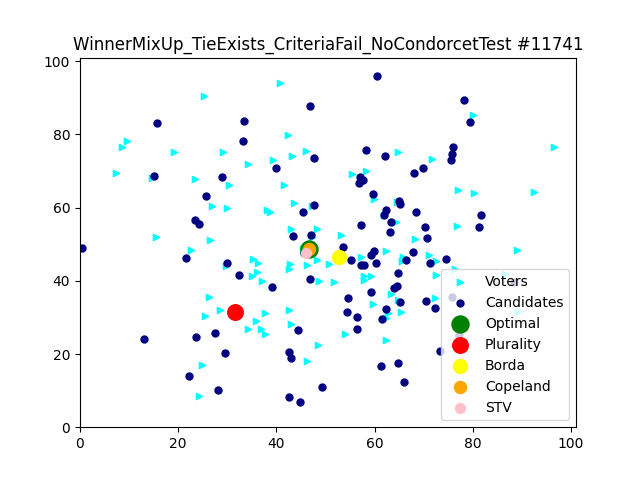 WinnerMixUp_TieExists_CriteriaFail_NoCondorcetTest #11741
100
80
60
40
20
0
0
20
40
60
80
100
Voters
Candidates
Optimal
Plurality
Borda
Copeland
STV